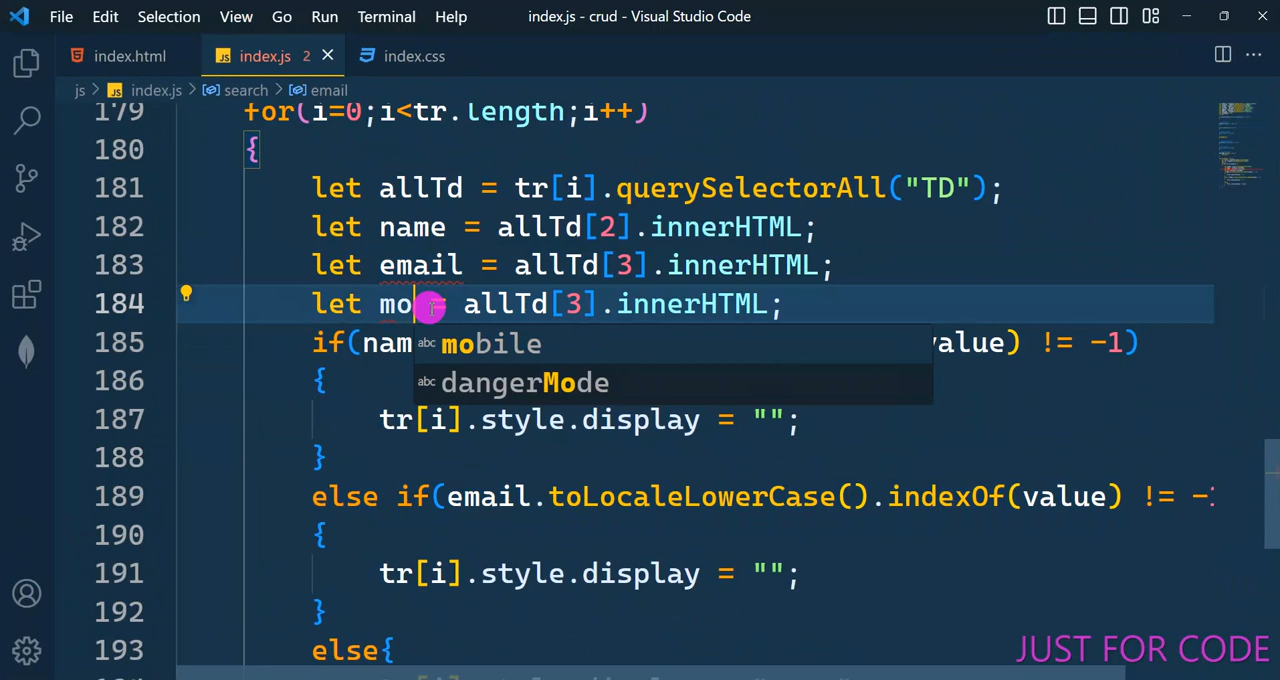 File Edit Selection View Go Run Terminal Help index.js - crud - Visual Studio Code
index.html JS index.js 2 index.css
js > JS index.js > search > email
179 for(i=0;i<tr.length;i++)
180 {
181 let allTd = tr[i].querySelectorAll("TD");
182 let name = allTd[2].innerHTML;
183 let email = allTd[3].innerHTML;
184 let mo = allTd[3].innerHTML;
185 if(nam value) != -1)
abc mobile
186 {
abc dangerMode
187 tr[i].style.display = "";
188 }
189 else if(email.toLocaleLowerCase().indexOf(value) != -
190 {
191 tr[i].style.display = "";
192 }
193 else{
JUST FOR CODE